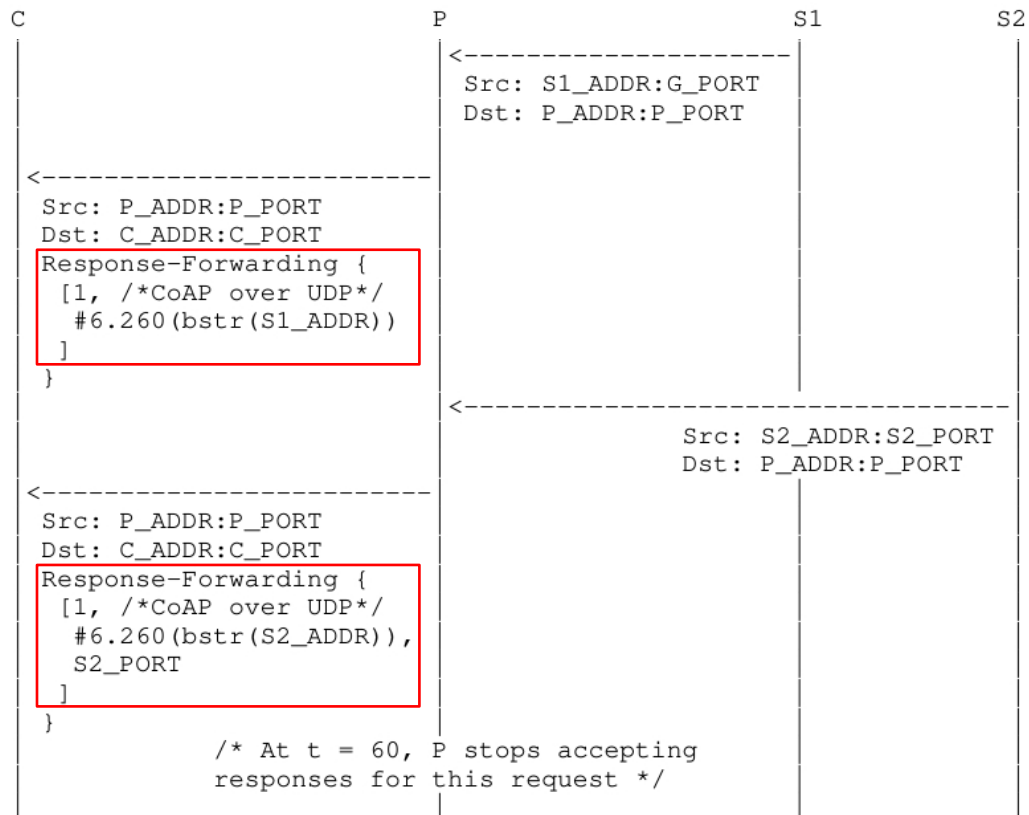 C P S1 S2
<-----------------------
Src: S1_ADDR:G_PORT
Dst: P_ADDR:P_PORT
<-------------------------
Src: P_ADDR:P_PORT
Dst: C_ADDR:C_PORT
Response-Forwarding {
[1, /*CoAP over UDP*/
#6.260(bstr(S1_ADDR))
]
}
<-----------------------------------
Src: S2_ADDR:S2_PORT
Dst: P_ADDR:P_PORT
<-------------------------
Src: P_ADDR:P_PORT
Dst: C_ADDR:C_PORT
Response-Forwarding {
[1, /*CoAP over UDP*/
#6.260(bstr(S2_ADDR)),
S2_PORT
]
}
/* At t = 60, P stops accepting
responses for this request */